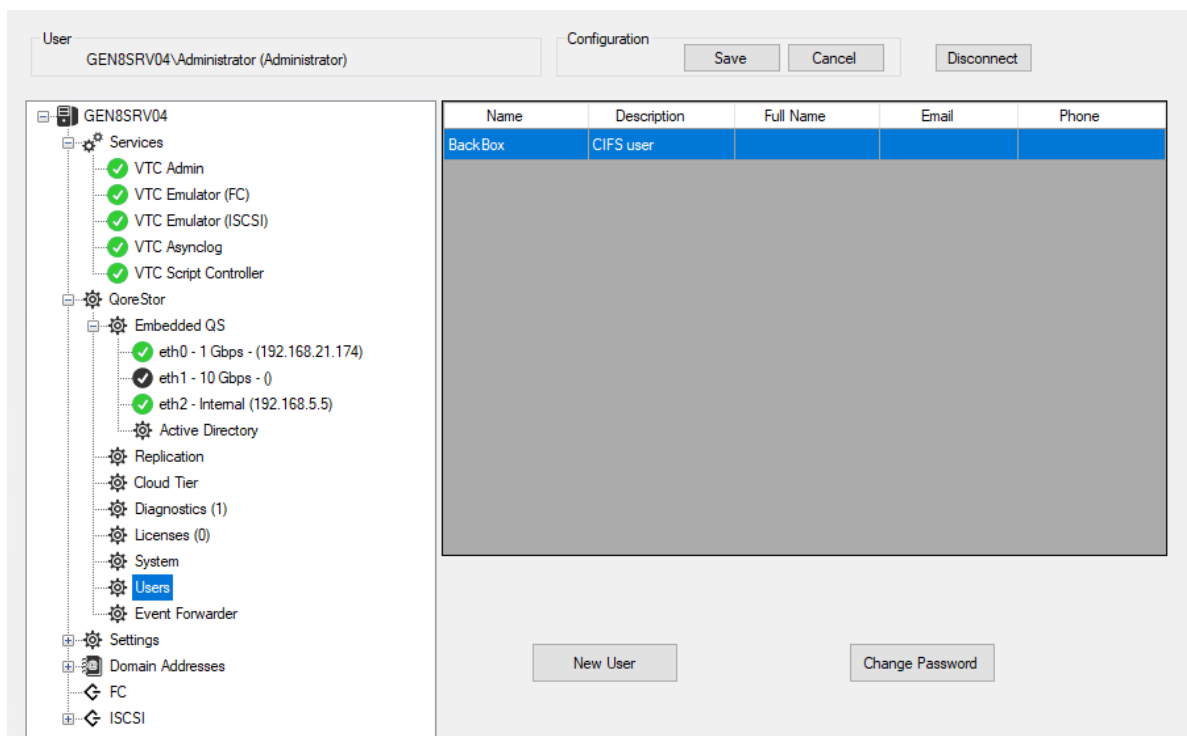 User
GEN8SRV04\Administrator (Administrator)
Configuration
Save
Cancel
Disconnect
GEN8SRV04
Services
VTC Admin
VTC Emulator (FC)
VTC Emulator (ISCSI)
VTC Asynclog
VTC Script Controller
QoreStor
Embedded QS
eth0 - 1 Gbps - (192.168.21.174)
eth1 - 10 Gbps - ()
eth2 - Internal (192.168.5.5)
Active Directory
Replication
Cloud Tier
Diagnostics (1)
Licenses (0)
System
Users
Event Forwarder
Settings
Domain Addresses
FC
ISCSI
Name Description Full Name Email Phone
BackBox CIFS user
New User
Change Password